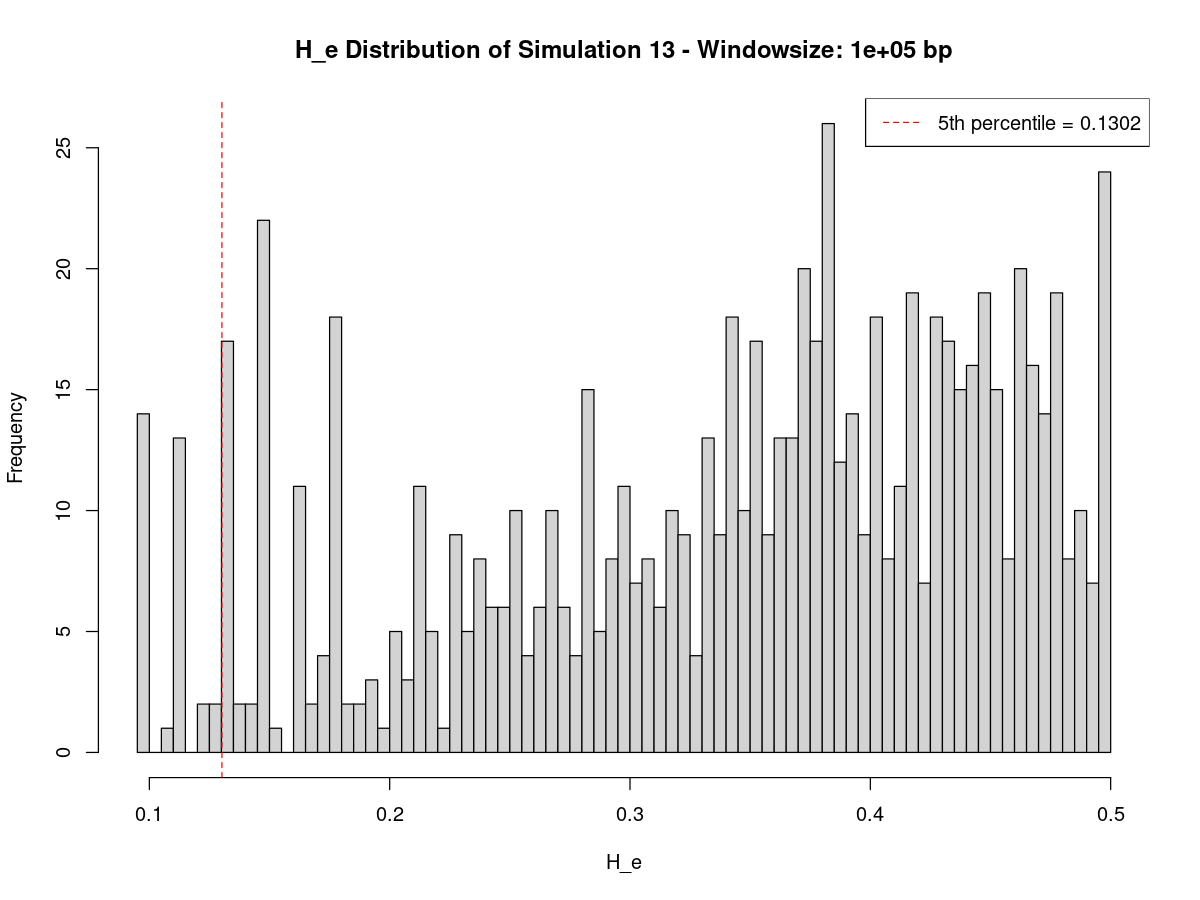 H_e Distribution of Simulation 13 - Windowsize: 1e+05 bp
5th percentile = 0.1302
Frequency
25
20
15
10
5
0
0.1 0.2 0.3 0.4 0.5
H_e